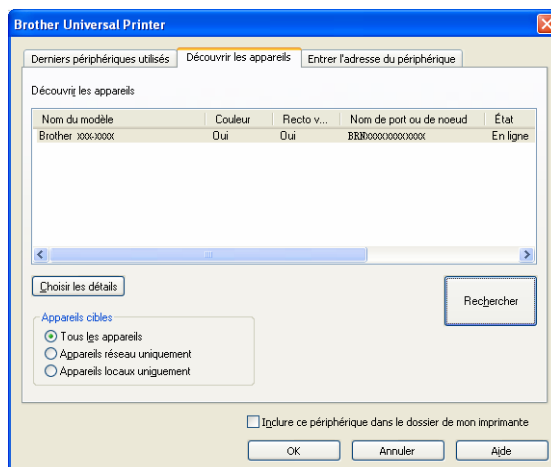 Brother Universal Printer
Derniers périphériques utilisés Découvrir les appareils Entrer l'adresse du périphérique
Découvrir les appareils
Nom du modèle Couleur Recto v... Nom de port ou de noeud État
Brother xxx-xxxx Oui Oui BRNxxxxxxxxxxxx En ligne
Choisir les détails
Rechercher
Appareils cibles
Tous les appareils
Appareils réseau uniquement
Appareils locaux uniquement
Inclure ce périphérique dans le dossier de mon imprimante
OK Annuler Aide